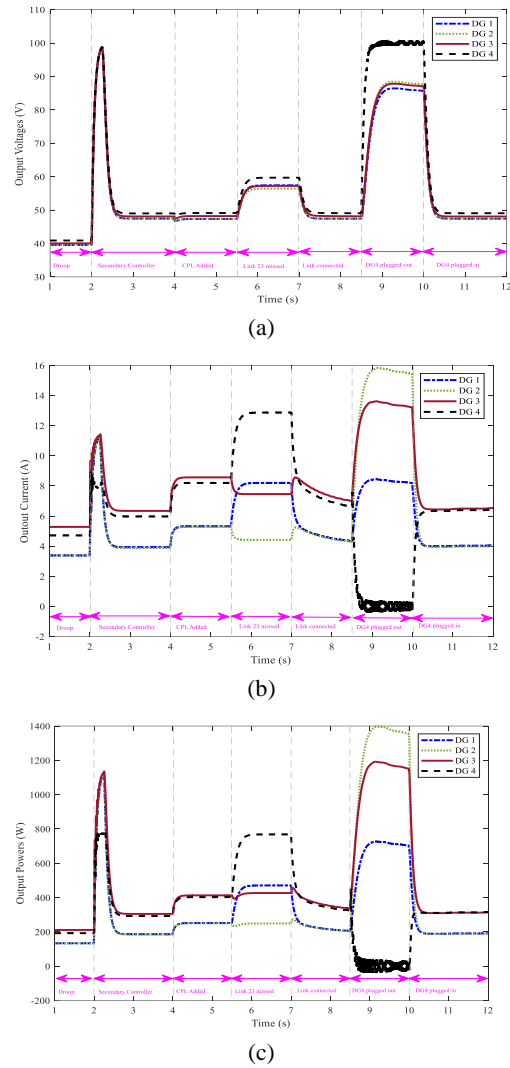 100
90
80
70
60
50
40
30
Output Voltages (V)
DG 1
DG 2
DG 3
DG 4
Droop
Secondary Controller
CPL Added
Link 23 missed
Link connected
DG4 plugged out
DG4 plugged in
1 2 3 4 5 6 7 8 9 10 11 12
Time (s)
(a)
16
14
12
10
8
6
4
2
0
-2
Outout Current (A)
DG 1
DG 2
DG 3
DG 4
Droop
Secondary Controller
CPL Added
Link 23 missed
Link connected
DG4 plugged out
DG4 plugged in
1 2 3 4 5 6 7 8 9 10 11 12
Time (s)
(b)
1400
1200
1000
800
600
400
200
0
-200
Output Powers (W)
DG 1
DG 2
DG 3
DG 4
Droop
Secondary Controller
CPL Added
Link 23 missed
Link connected
DG4 plugged out
DG4 plugged in
1 2 3 4 5 6 7 8 9 10 11 12
Time (s)
(c)